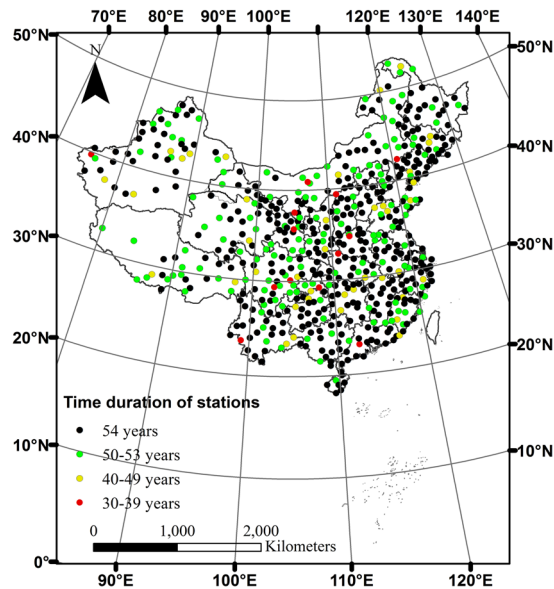 70°E 80°E 90°E 100°E 120°E 130°E 140°E
50°N 50°N
N
40°N 40°N
30°N 30°N
20°N 20°N
Time duration of stations
54 years
10°N 10°N
50-53 years
40-49 years
30-39 years
0 1,000 2,000
Kilometers
0°
90°E 100°E 110°E 120°E